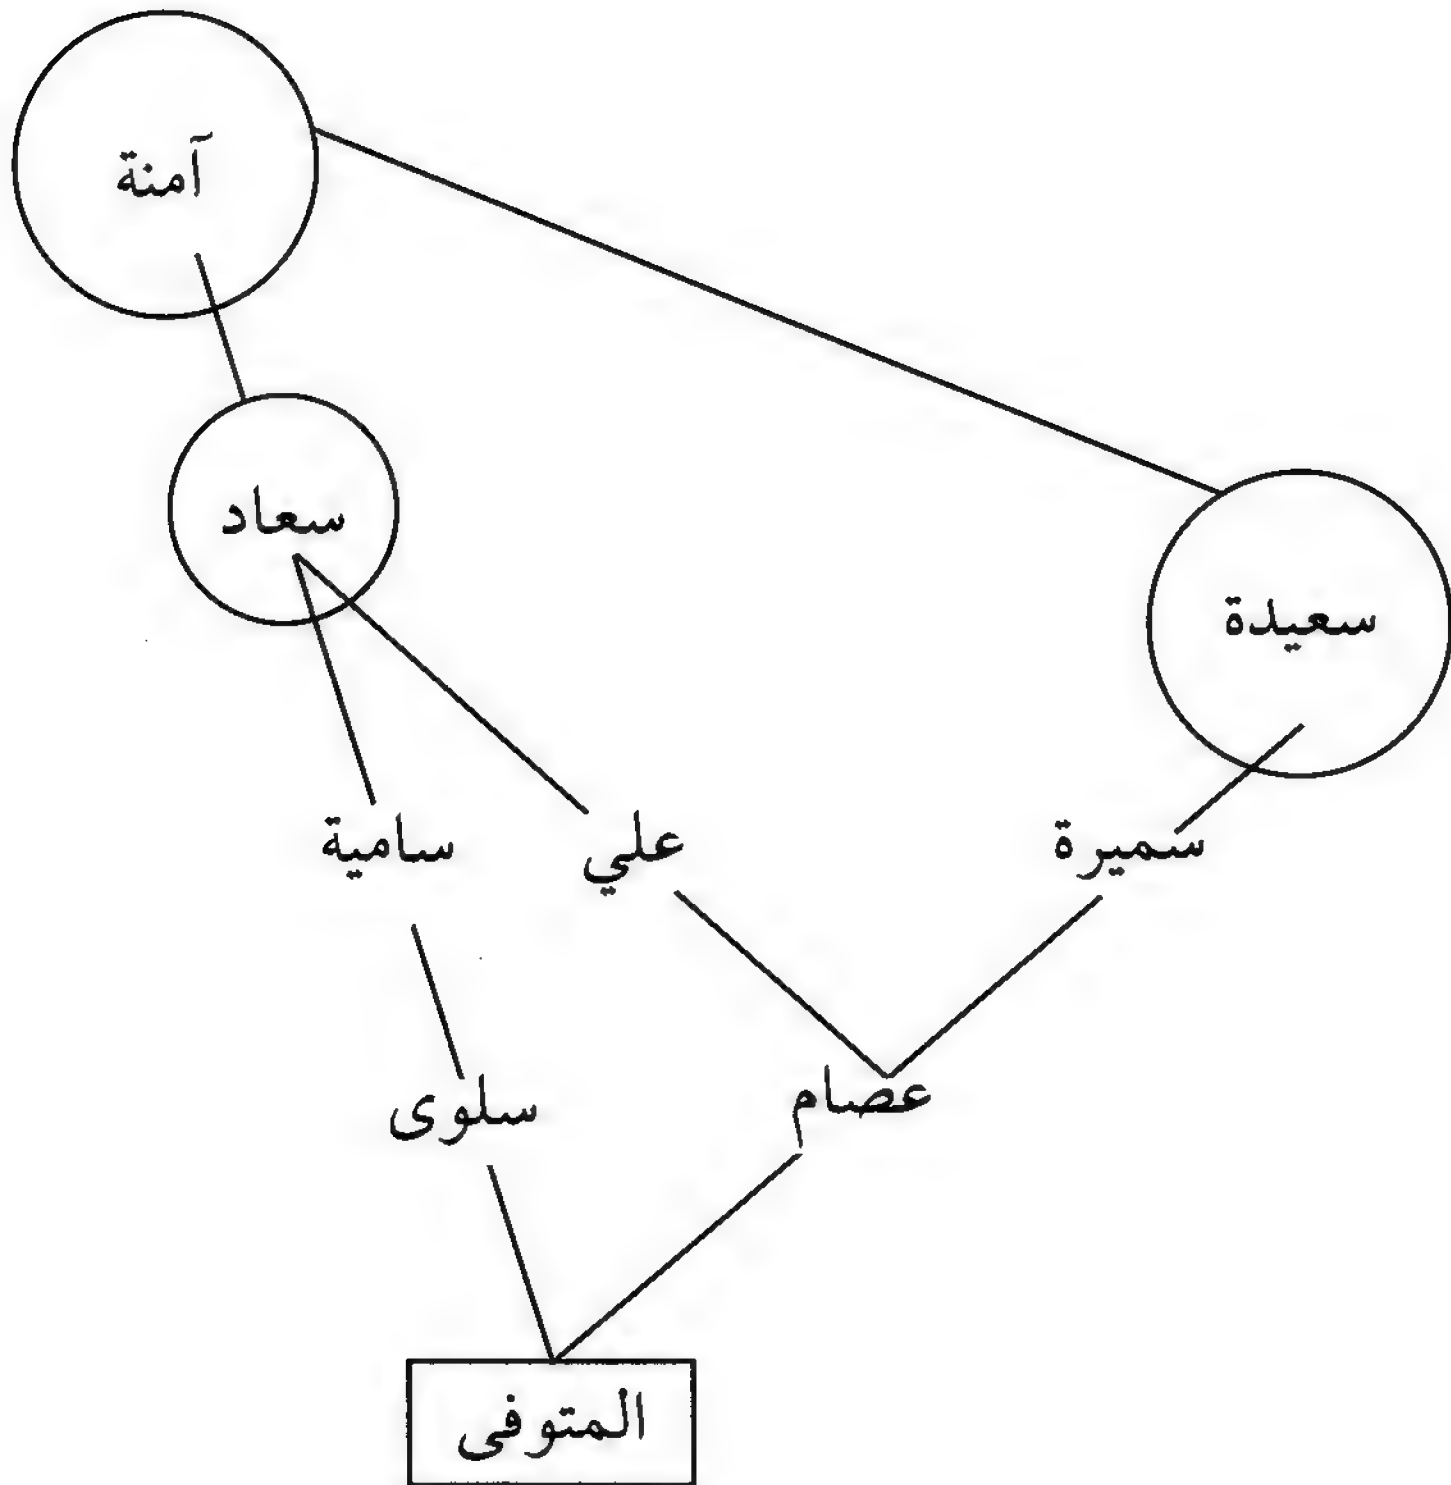 آمنة
سعاد
سعيدة
سميرة
علي
سامية
عصام
سلوى
المتوفى